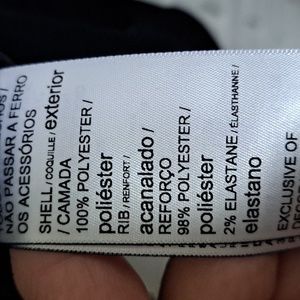 NÃO PASSAR A FERRO
OS ACESSÓRIOS
SHELL / COQUILLE / exterior
/ CAMADA
100% POLYESTER /
poliéster
RIB / RENFORT /
acanalado /
REFORÇO
98% POLYESTER /
poliéster
2% ELASTANE / ÉLASTHANNE /
elastano
EXCLUSIVE OF